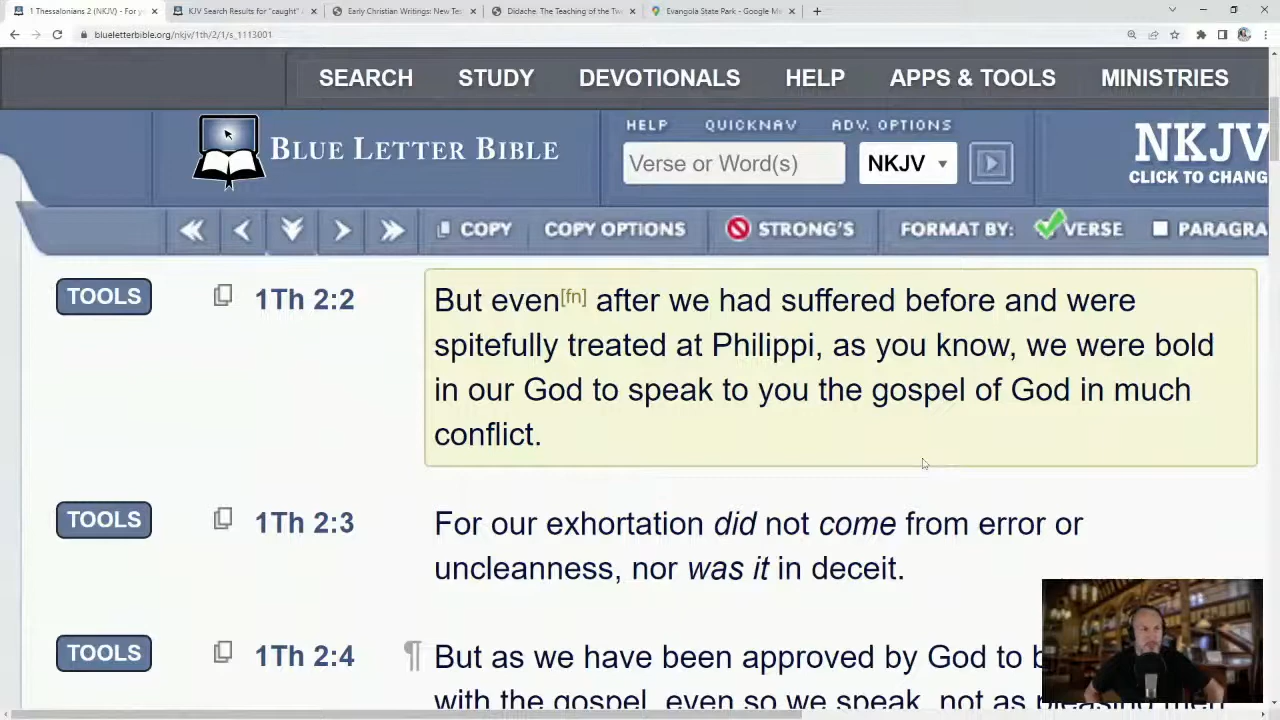 1 Thessalonians 2 (NKJV) - For yo
KJV Search Results for "caught"
Early Christian Writings: New Tes
Didache. The Teaching of the Tw
Evangola State Park - Google Ma
blueletterbible.org/nkjv/1th/2/1/s_1113001
SEARCH STUDY DEVOTIONALS HELP APPS & TOOLS MINISTRIES
BLUE LETTER BIBLE
HELP QUICKNAV ADV. OPTIONS
Verse or Word(s) NKJV
NKJV
CLICK TO CHANG
COPY COPY OPTIONS STRONG'S FORMAT BY: VERSE PARAGRA
TOOLS 1Th 2:2 But even[fn] after we had suffered before and were
spitefully treated at Philippi, as you know, we were bold
in our God to speak to you the gospel of God in much
conflict.
TOOLS 1Th 2:3 For our exhortation did not come from error or
uncleanness, nor was it in deceit.
TOOLS 1Th 2:4 ¶ But as we have been approved by God to b
with the gospel, even so we speak, not as pleasing men